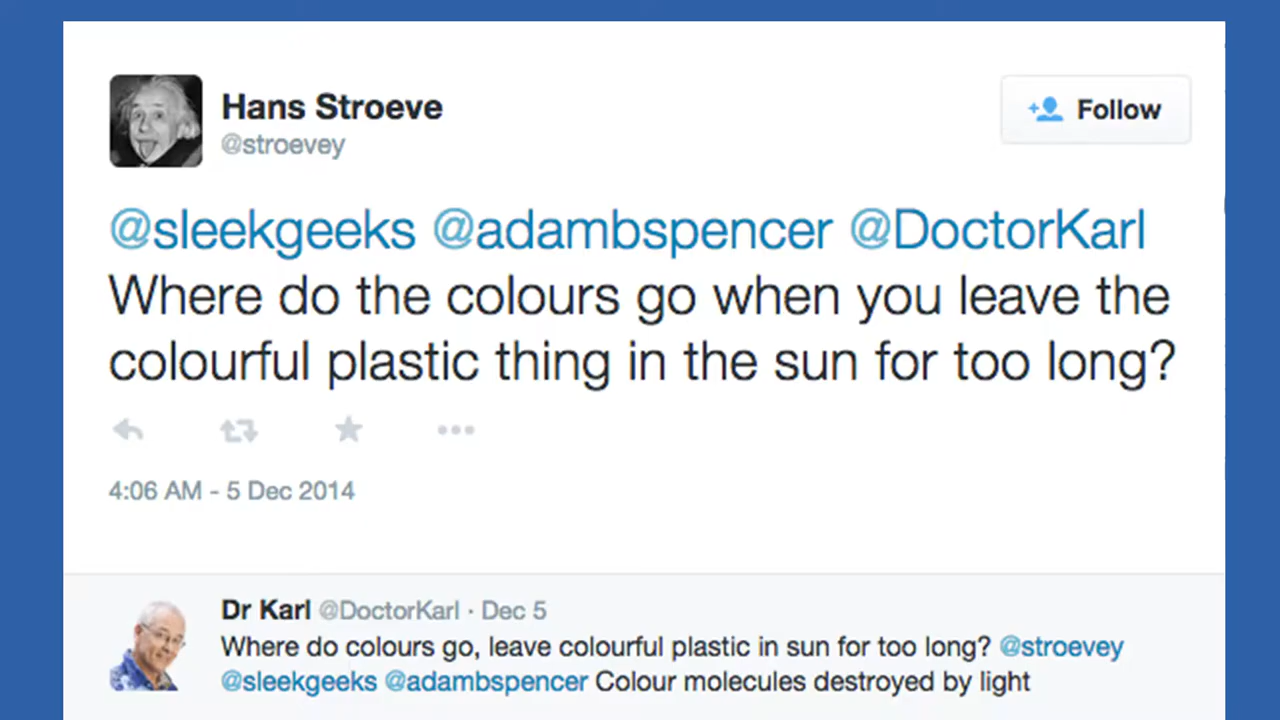 Hans Stroeve
@stroevey
Follow
@sleekgeeks @adambspencer @DoctorKarl
Where do the colours go when you leave the
colourful plastic thing in the sun for too long?
4:06 AM - 5 Dec 2014
Dr Karl @DoctorKarl · Dec 5
Where do colours go, leave colourful plastic in sun for too long? @stroevey
@sleekgeeks @adambspencer Colour molecules destroyed by light